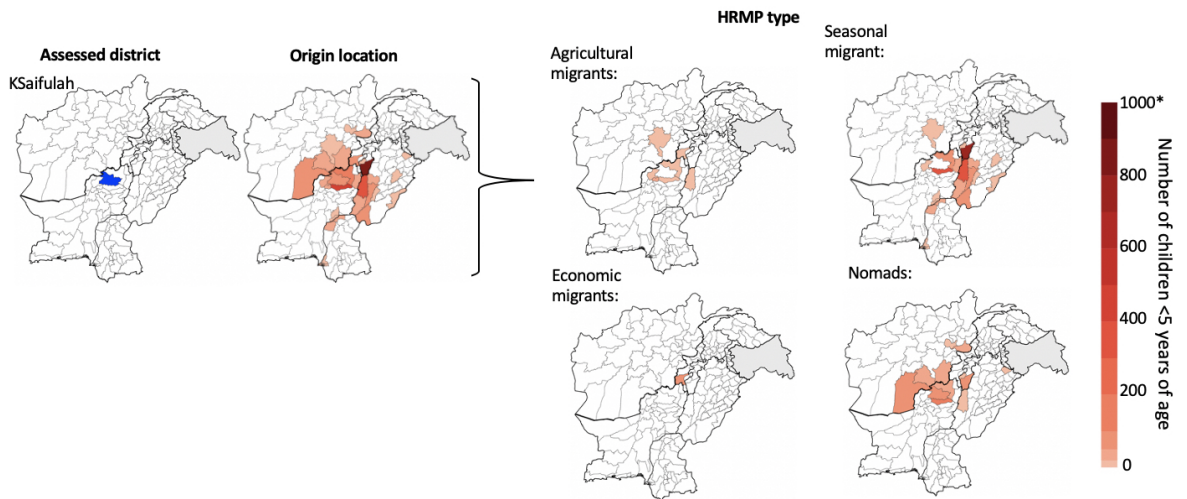 HRMP type
Assessed district
Origin location
KSaifulah
Agricultural
migrants:
Seasonal
migrant:
Economic
migrants:
Nomads:
1000*
800
600
400
200
0
Number of children <5 years of age